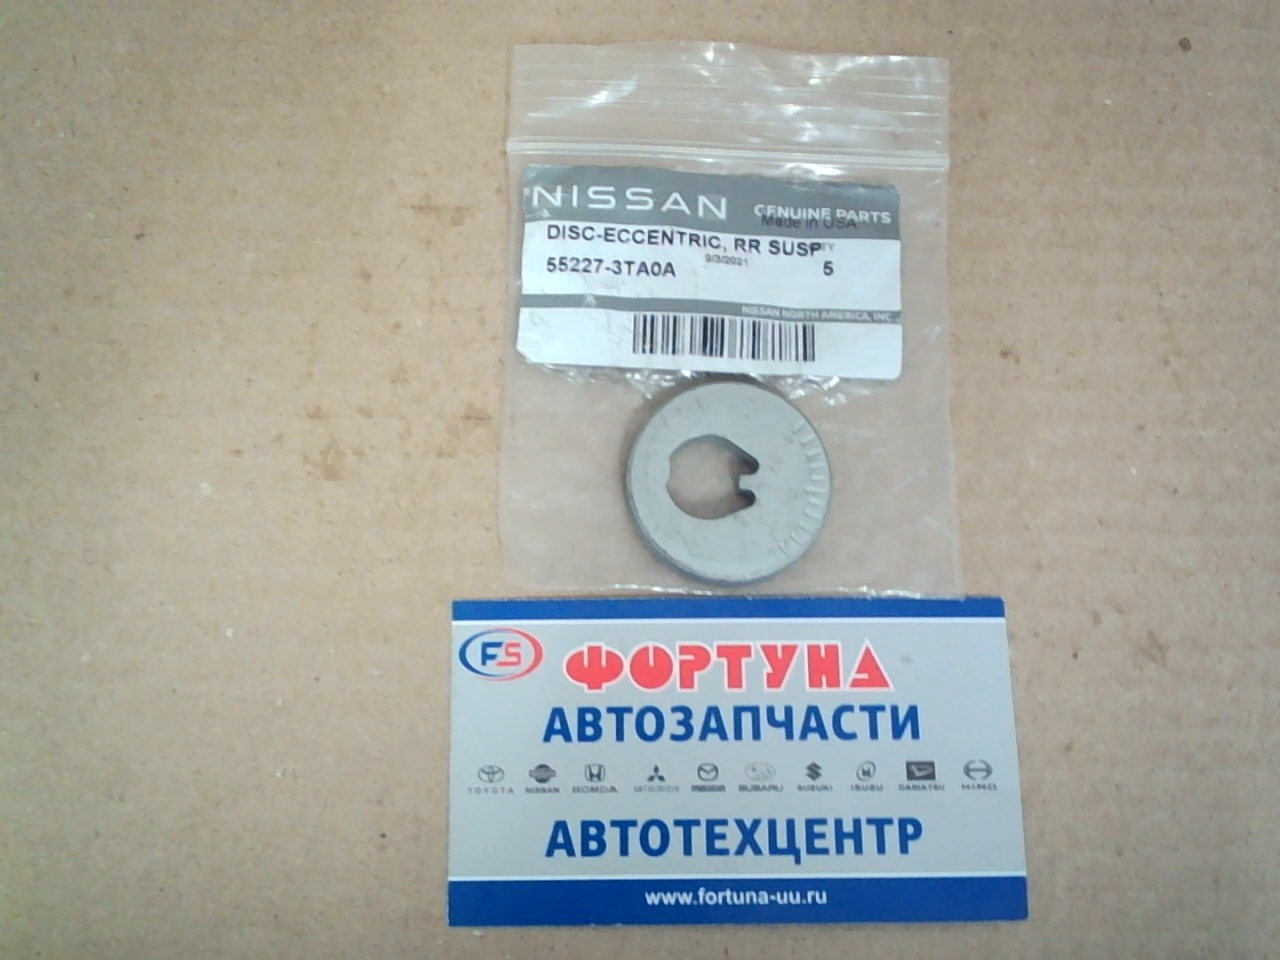 NISSAN GENUINE PARTS
Made in USA
DISC-ECCENTRIC, RR SUSP
9/3/2021
55227-3TA0A 5
NISSAN NORTH AMERICA, INC
FS ФОРТУНА
АВТОЗАПЧАСТИ
TOYOTA NISSAN HONDA MITSUBISHI MAZDA SUBARU SUZUKI ISUZU DAIHATSU HINO
АВТОТЕХЦЕНТР
www.fortuna-uu.ru